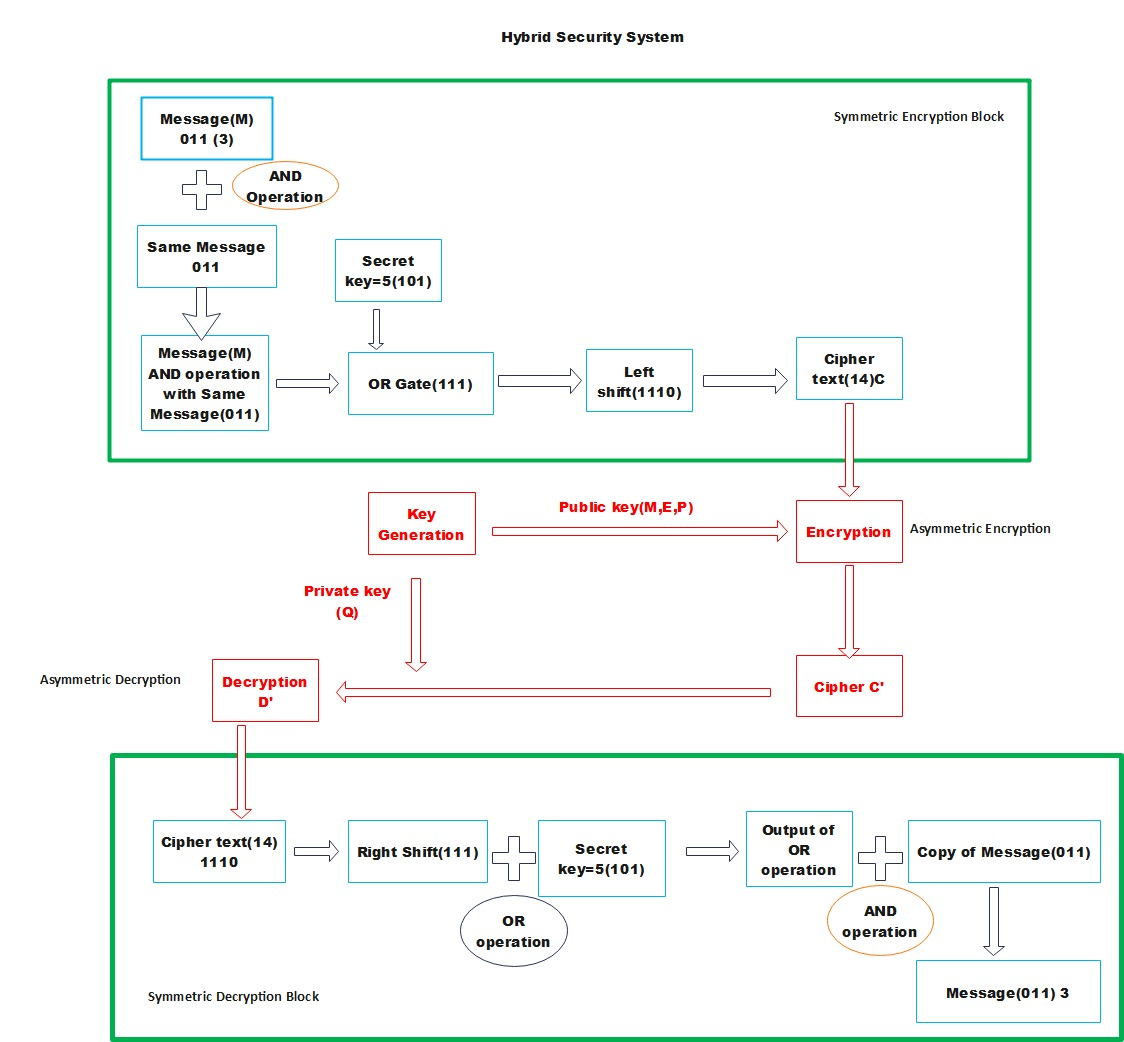 Hybrid Security System
Symmetric Encryption Block
Message(M)
011 (3)
AND
Operation
Same Message
011
Secret
key=5(101)
Message(M)
AND operation
with Same
Message(011)
OR Gate(111)
Left
shift(1110)
Cipher
text(14)C
Key
Generation
Public key(M,E,P)
Encryption
Asymmetric Encryption
Private key
(Q)
Asymmetric Decryption
Decryption
D'
Cipher C'
Cipher text(14)
1110
Right Shift(111)
OR
operation
Secret
key=5(101)
Output of
OR
operation
AND
operation
Copy of Message(011)
Message(011) 3
Symmetric Decryption Block